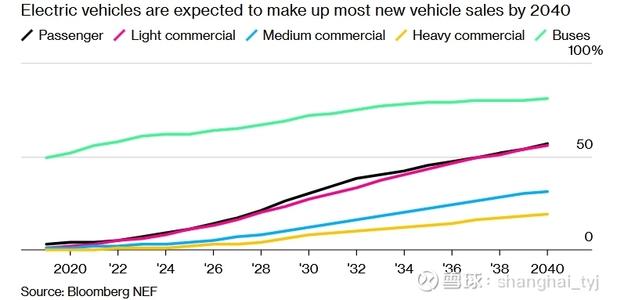 Electric vehicles are expected to make up most new vehicle sales by 2040
Passenger Light commercial Medium commercial Heavy commercial Buses
100%
50
0
2020 '22 '24 '26 '28 '30 '32 '34 '36 '38 2040
Source: Bloomberg NEF
雪球:shanghai_tyj